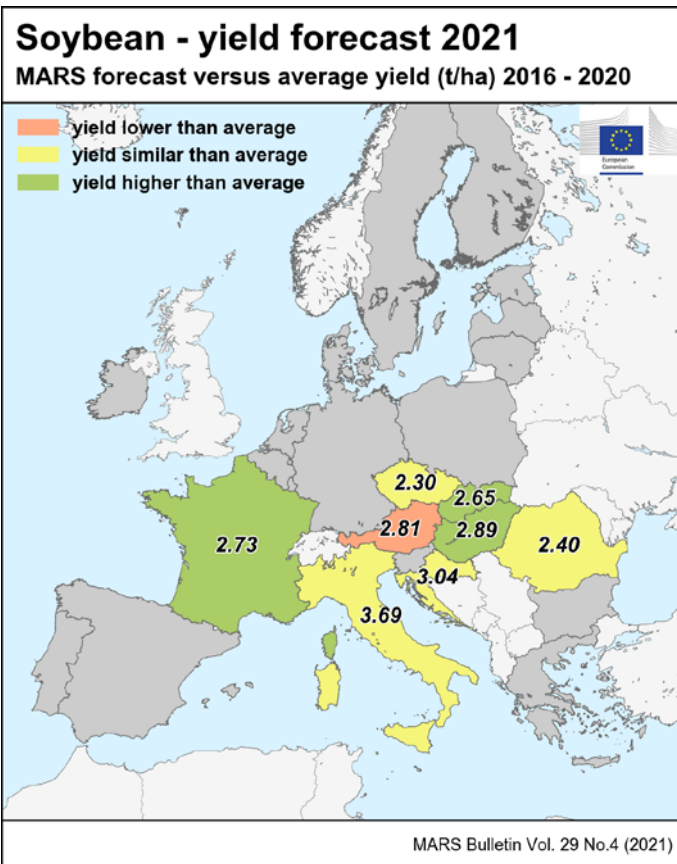 Soybean - yield forecast 2021
MARS forecast versus average yield (t/ha) 2016 - 2020
yield lower than average
yield similar than average
yield higher than average
European
Commission
2.30
2.65
2.81
2.89
2.73
2.40
3.04
3.69
MARS Bulletin Vol. 29 No.4 (2021)